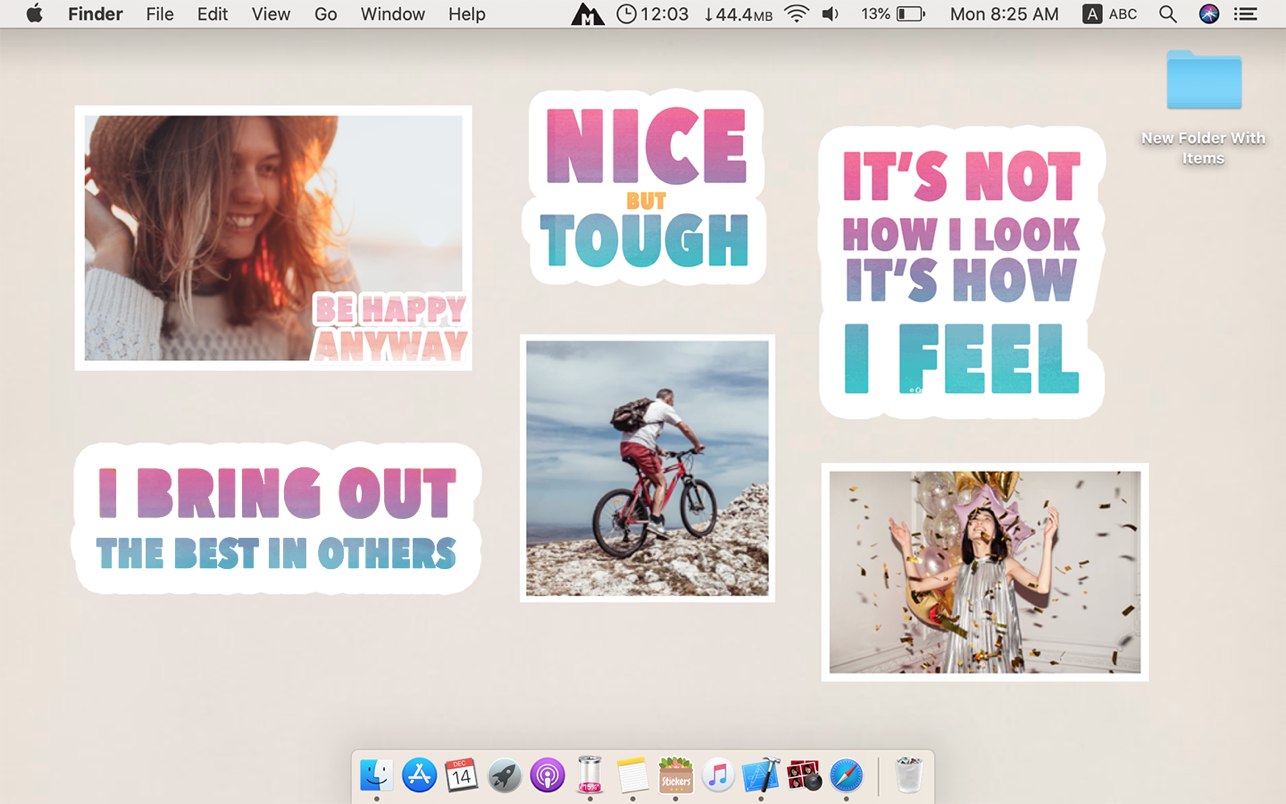 Finder File Edit View Go Window Help 12:03 ↓44.4MB 13% Mon 8:25 AM A ABC
New Folder With
Items
BE HAPPY
ANYWAY
NICE
BUT
TOUGH
IT'S NOT
HOW I LOOK
IT'S HOW
I FEEL
I BRING OUT
THE BEST IN OTHERS
DEC
14
15%
Stickers